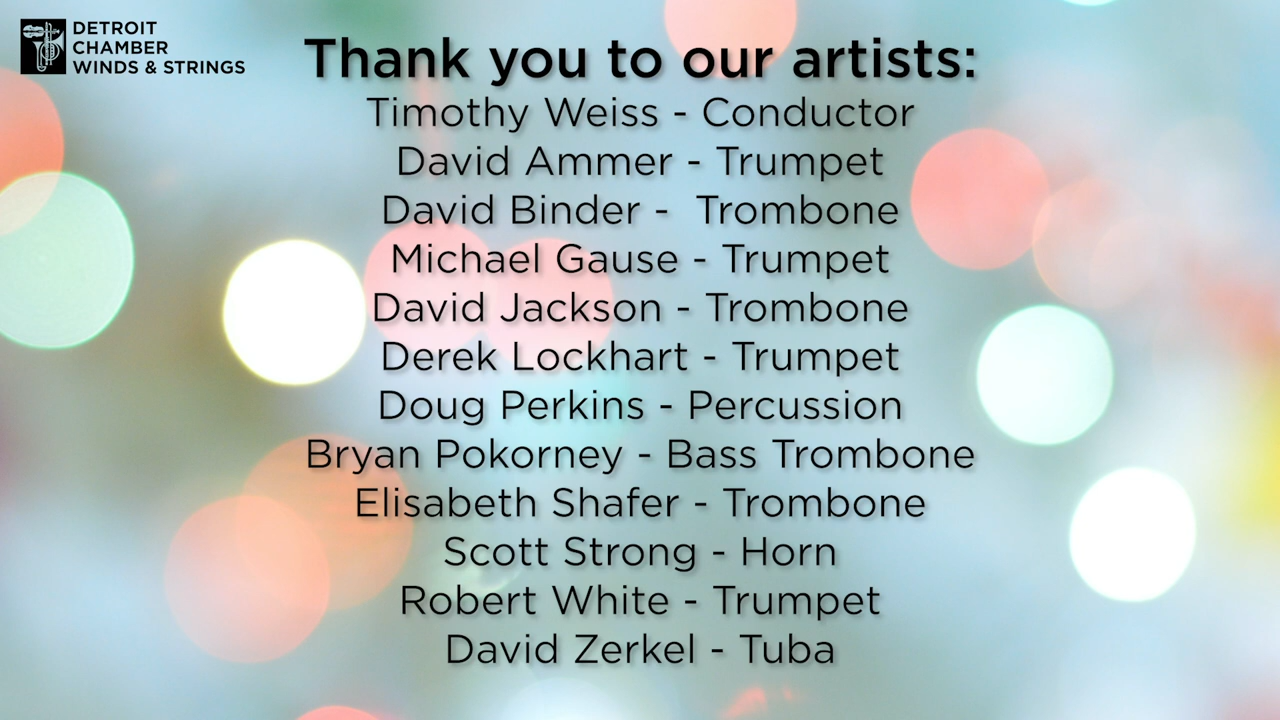 DETROIT
CHAMBER
WINDS & STRINGS
Thank you to our artists:
Timothy Weiss - Conductor
David Ammer - Trumpet
David Binder -  Trombone
Michael Gause - Trumpet
David Jackson - Trombone
Derek Lockhart - Trumpet
Doug Perkins - Percussion
Bryan Pokorney - Bass Trombone
Elisabeth Shafer - Trombone
Scott Strong - Horn
Robert White - Trumpet
David Zerkel - Tuba